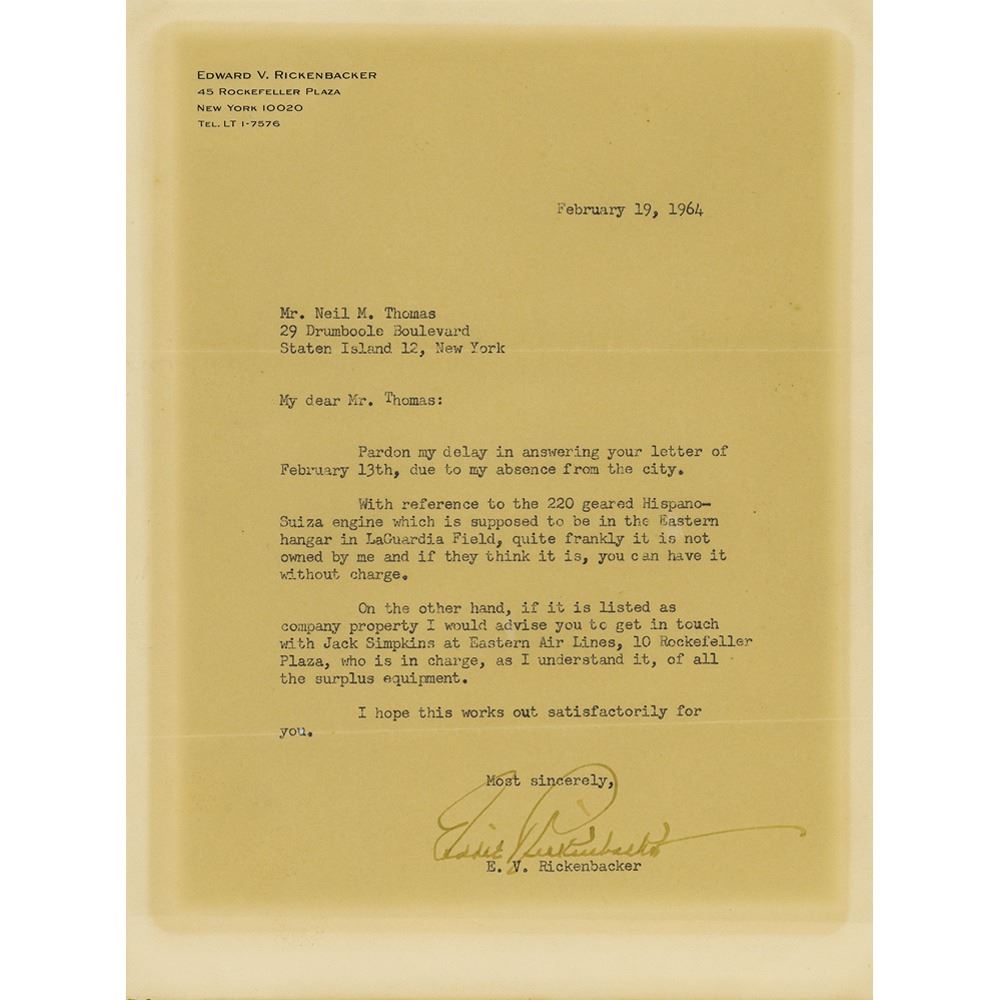 EDWARD V. RICKENBACKER
45 ROCKEFELLER PLAZA
NEW YORK 10020
TEL. LT 1-7576
February 19, 1964
Mr. Neil M. Thomas
29 Drumboole Boulevard
Staten Island 12, New York
My dear Mr. Thomas:
Pardon my delay in answering your letter of
February 13th, due to my absence from the city.
With reference to the 220 geared Hispano-
Suiza engine which is supposed to be in the Eastern
hangar in LaGuardia Field, quite frankly it is not
owned by me and if they think it is, you can have it
without charge.
On the other hand, if it is listed as
company property I would advise you to get in touch
with Jack Simpkins at Eastern Air Lines, 10 Rockefeller
Plaza, who is in charge, as I understand it, of all
the surplus equipment.
I hope this works out satisfactorily for
you.
Most sincerely,
Eddie Rickenbacker
E. V. Rickenbacker